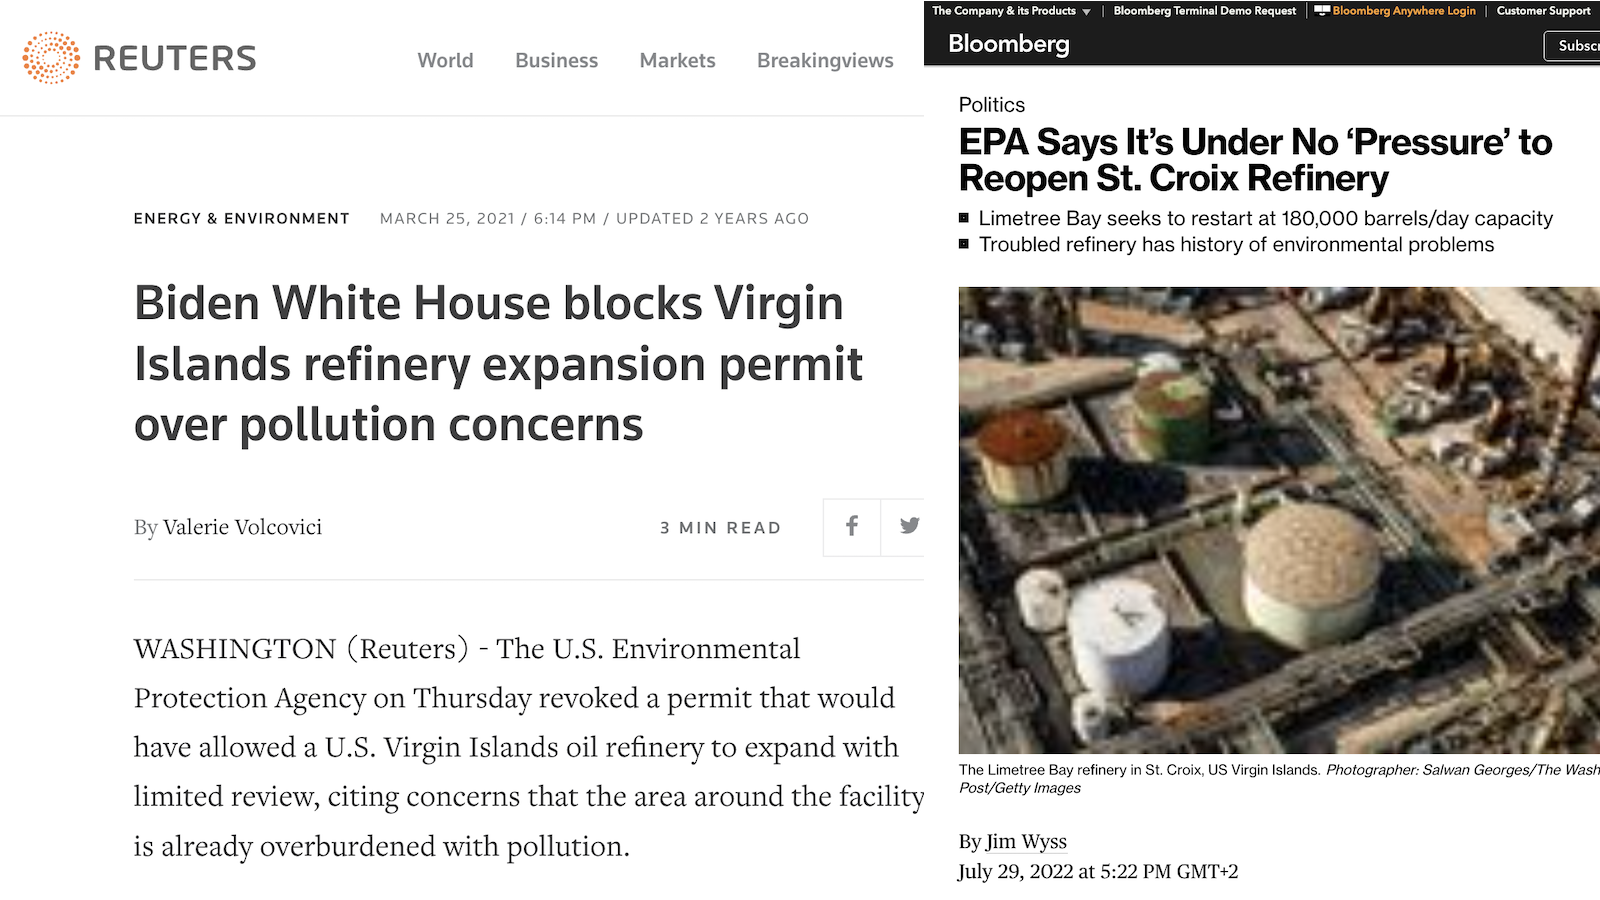 REUTERS
World Business Markets Breakingviews
ENERGY & ENVIRONMENT MARCH 25, 2021 / 6:14 PM / UPDATED 2 YEARS AGO
Biden White House blocks Virgin
Islands refinery expansion permit
over pollution concerns
By Valerie Volcovici
3 MIN READ
WASHINGTON (Reuters) - The U.S. Environmental
Protection Agency on Thursday revoked a permit that would
have allowed a U.S. Virgin Islands oil refinery to expand with
limited review, citing concerns that the area around the facility
is already overburdened with pollution.
The Company & its Products | Bloomberg Terminal Demo Request | Bloomberg Anywhere Login | Customer Support
Bloomberg
Subscr
Politics
EPA Says It's Under No 'Pressure' to
Reopen St. Croix Refinery
Limetree Bay seeks to restart at 180,000 barrels/day capacity
Troubled refinery has history of environmental problems
The Limetree Bay refinery in St. Croix, US Virgin Islands. Photographer: Salwan Georges/The Wash
Post/Getty Images
By Jim Wyss
July 29, 2022 at 5:22 PM GMT+2